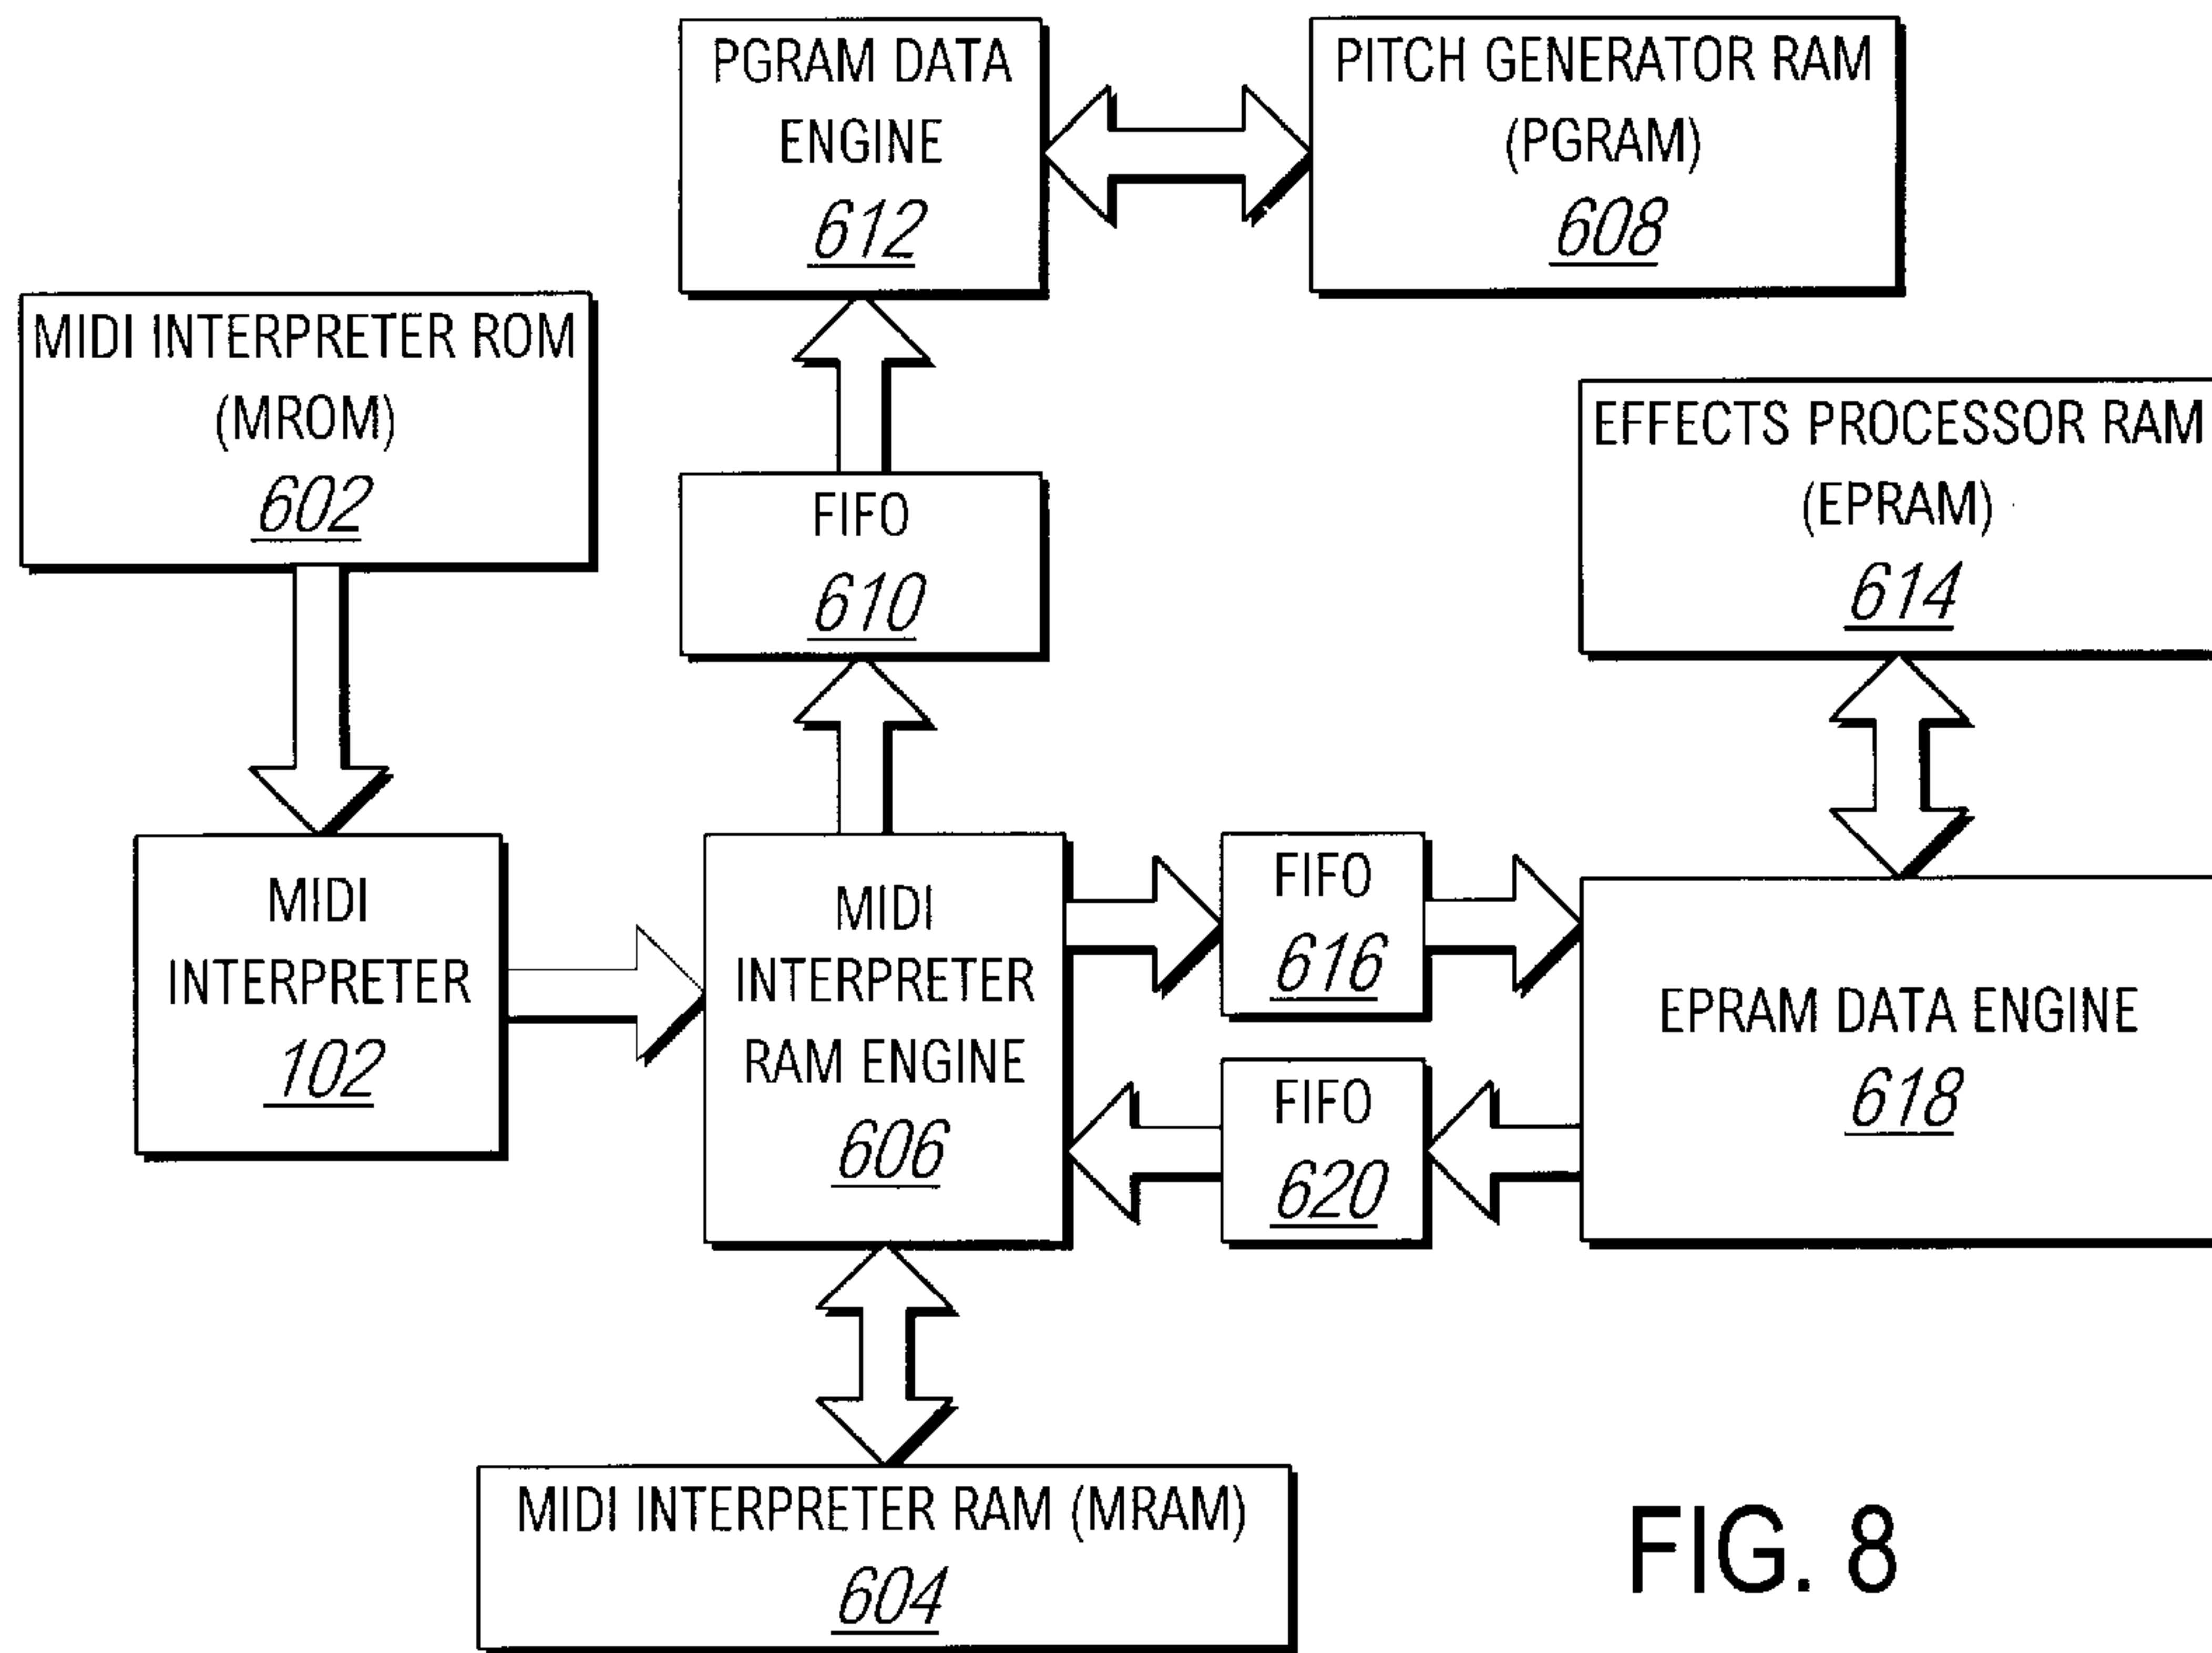 PGRAM DATA
ENGINE
612
PITCH GENERATOR RAM
(PGRAM)
608
MIDI INTERPRETER ROM
(MROM)
602
FIFO
610
EFFECTS PROCESSOR RAM
(EPRAM)
614
MIDI
INTERPRETER
102
MIDI
INTERPRETER
RAM ENGINE
606
FIFO
616
FIFO
620
EPRAM DATA ENGINE
618
MIDI INTERPRETER RAM (MRAM)
604
FIG. 8